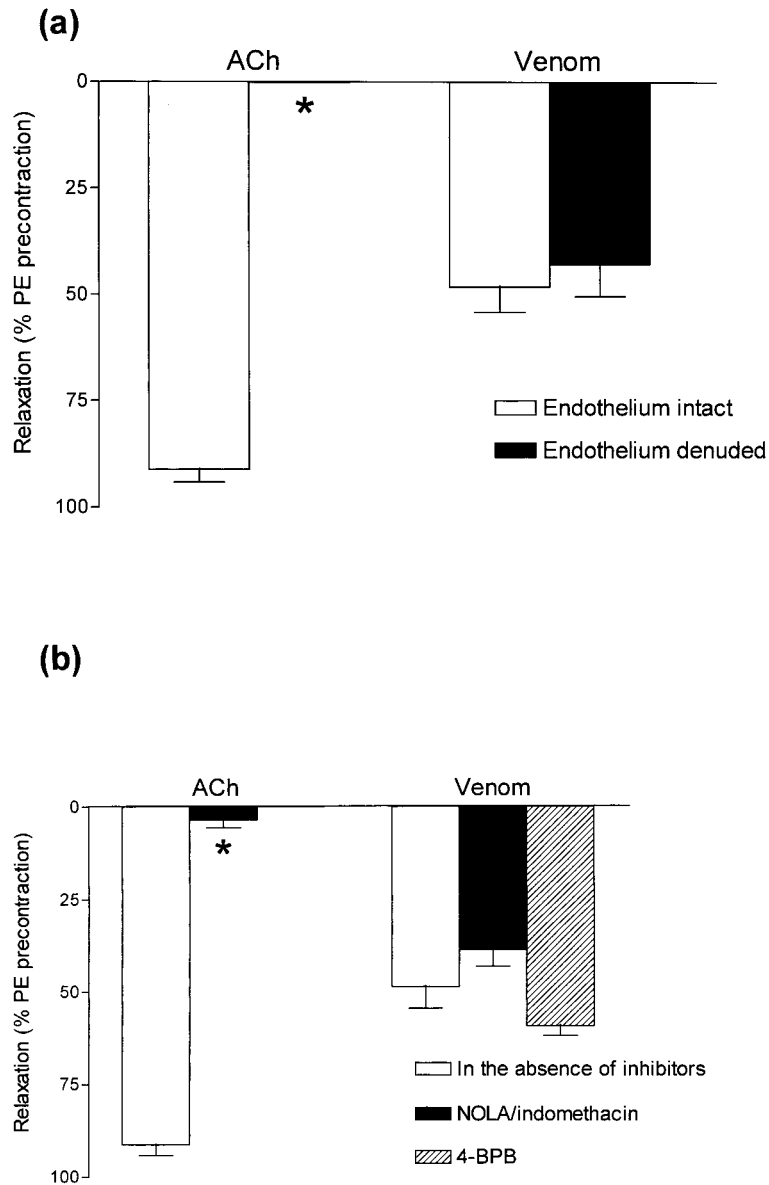 (a)
ACh
Venom
Relaxation (% PE precontraction)
0
25
50
75
100
*
Endothelium intact
Endothelium denuded
(b)
ACh
Venom
Relaxation (% PE precontraction)
0
25
50
75
100
*
In the absence of inhibitors
NOLA/indomethacin
4-BPB